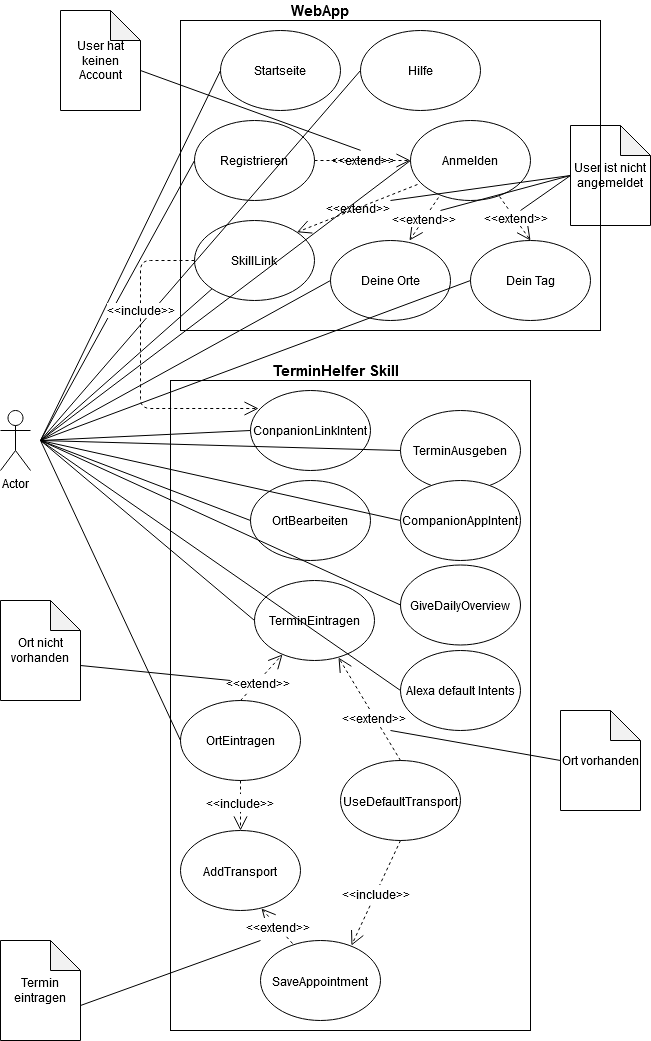 WebApp
User hat
keinen
Account
Startseite
Hilfe
Registrieren
<<extend>>
Anmelden
User ist nicht
angemeldet
<<extend>>
<<extend>>
<<extend>>
SkillLink
Deine Orte
Dein Tag
<<include>>
TerminHelfer Skill
ConpanionLinkIntent
TerminAusgeben
Actor
OrtBearbeiten
CompanionAppIntent
GiveDailyOverview
TerminEintragen
Ort nicht
vorhanden
<<extend>>
Alexa default Intents
<<extend>>
OrtEintragen
Ort vorhanden
<<include>>
UseDefaultTransport
AddTransport
<<include>>
<<extend>>
Termin
eintragen
SaveAppointment